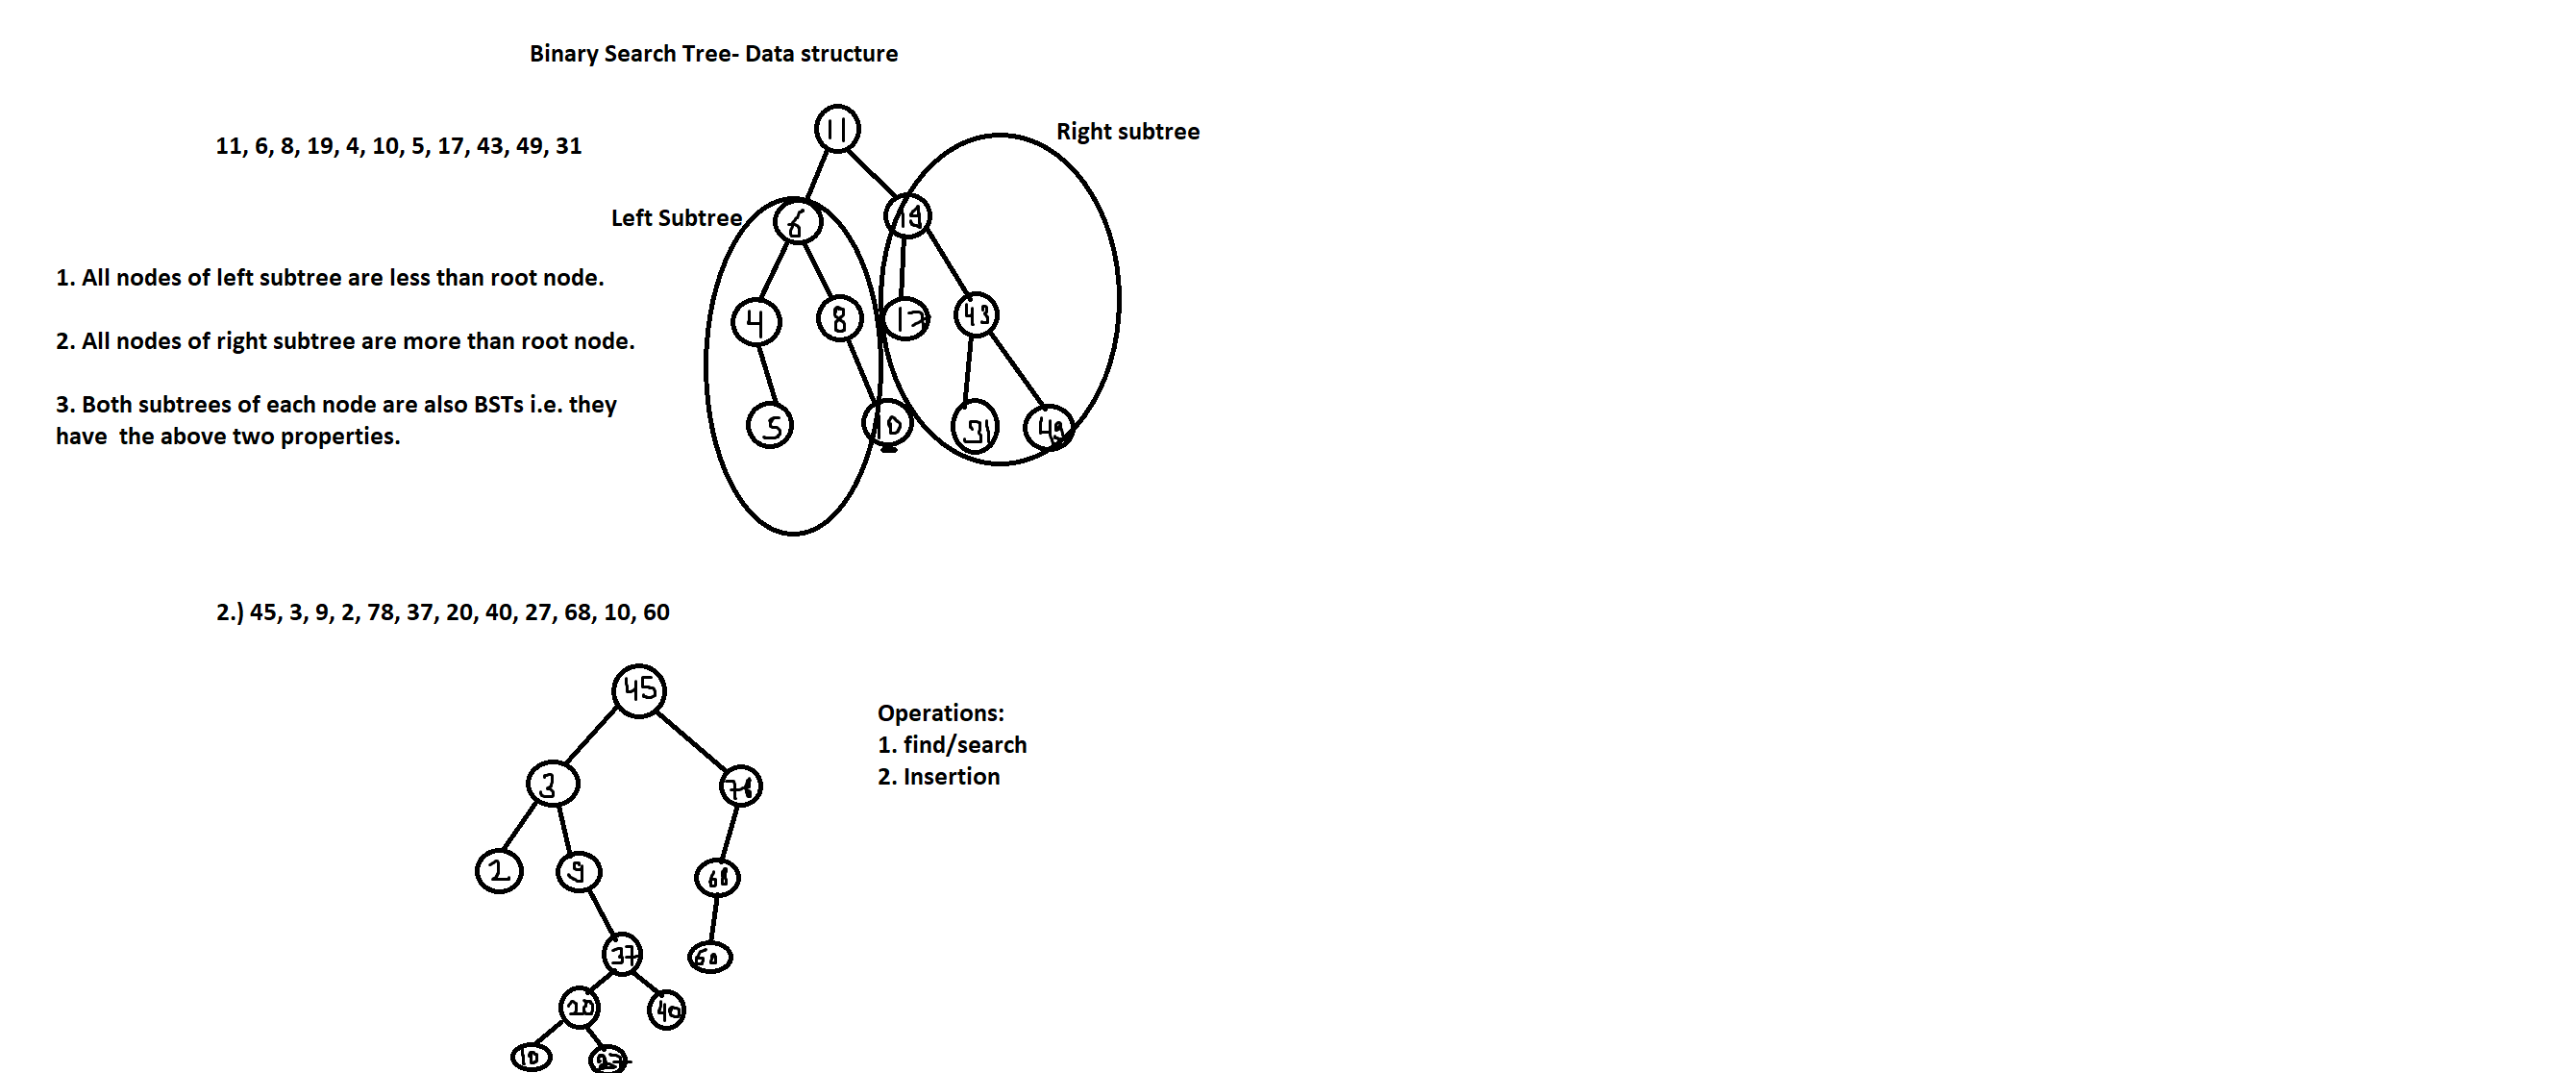 Binary Search Tree- Data structure
11
Right subtree
11, 6, 8, 19, 4, 10, 5, 17, 43, 49, 31
Left Subtree
6
19
1. All nodes of left subtree are less than root node.
4
8
17
43
2. All nodes of right subtree are more than root node.
3. Both subtrees of each node are also BSTs i.e. they
have  the above two properties.
5
10
31
49
2.) 45, 3, 9, 2, 78, 37, 20, 40, 27, 68, 10, 60
45
Operations:
1. find/search
2. Insertion
3
78
2
9
68
37
60
20
40
10
27